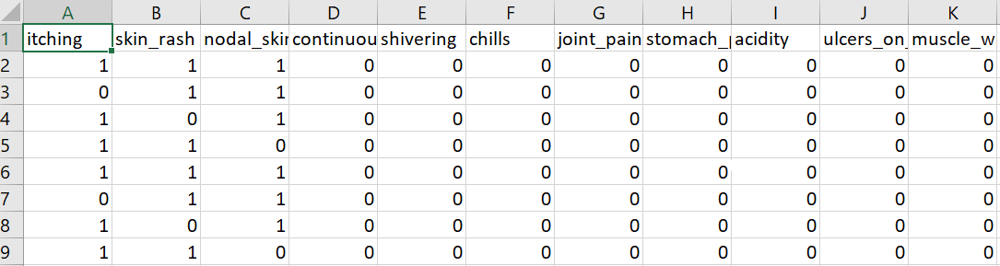 A B C D E F G H I J K
1 itching skin_rash nodal_skin continuou shivering chills joint_pain stomach_ acidity ulcers_on_ muscle_w
2 1 1 1 0 0 0 0 0 0 0 0
3 0 1 1 0 0 0 0 0 0 0 0
4 1 0 1 0 0 0 0 0 0 0 0
5 1 1 0 0 0 0 0 0 0 0 0
6 1 1 1 0 0 0 0 0 0 0 0
7 0 1 1 0 0 0 0 0 0 0 0
8 1 0 1 0 0 0 0 0 0 0 0
9 1 1 0 0 0 0 0 0 0 0 0